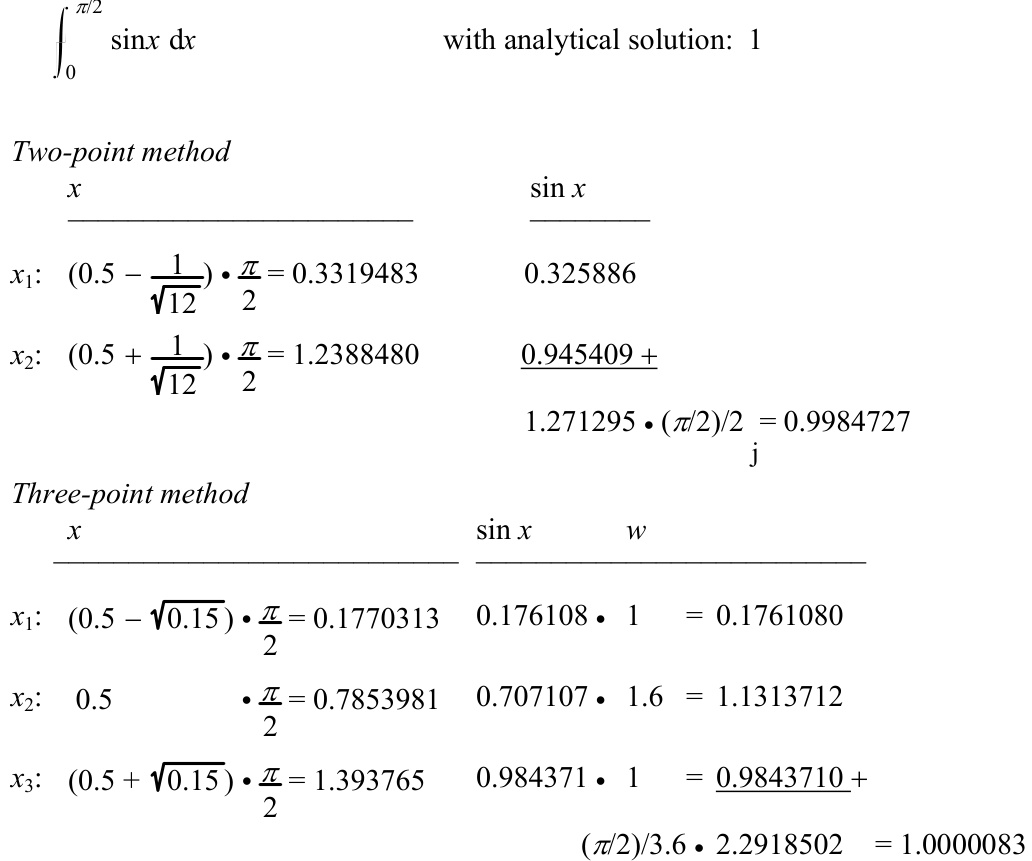 ∫₀^π/2 sinx dx with analytical solution: 1
Two-point method
x sin x
x₁: (0.5 – 1/√12) • π/2 = 0.3319483 0.325886
x₂: (0.5 + 1/√12) • π/2 = 1.2388480 0.945409 +
1.271295 • (π/2)/2 = 0.9984727
j
Three-point method
x sin x w
x₁: (0.5 – √0.15) • π/2 = 0.1770313 0.176108 • 1 = 0.1761080
x₂: 0.5 • π/2 = 0.7853981 0.707107 • 1.6 = 1.1313712
x₃: (0.5 + √0.15) • π/2 = 1.393765 0.984371 • 1 = 0.9843710 +
(π/2)/3.6 • 2.2918502 = 1.0000083